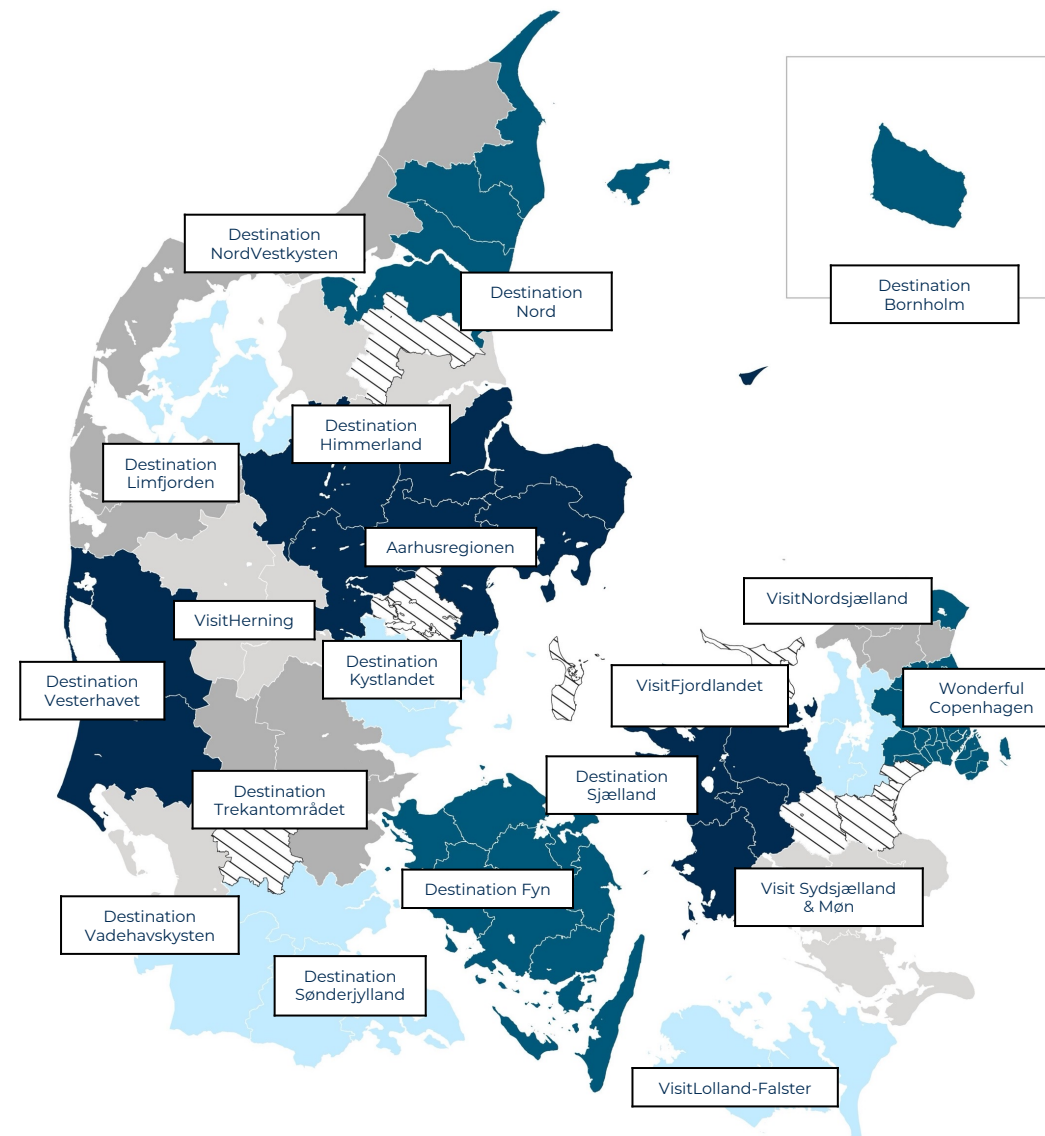 Destination
NordVestkysten
Destination
Nord
Destination
Bornholm
Destination
Himmerland
Destination
Limfjorden
Aarhusregionen
VisitNordsjælland
VisitHerning
Destination
Kystlandet
Destination
Vesterhavet
VisitFjordlandet
Wonderful
Copenhagen
Destination
Sjælland
Destination
Trekantområdet
Destination Fyn
Visit Sydsjælland
& Møn
Destination
Vadehavskysten
Destination
Sønderjylland
VisitLolland-Falster